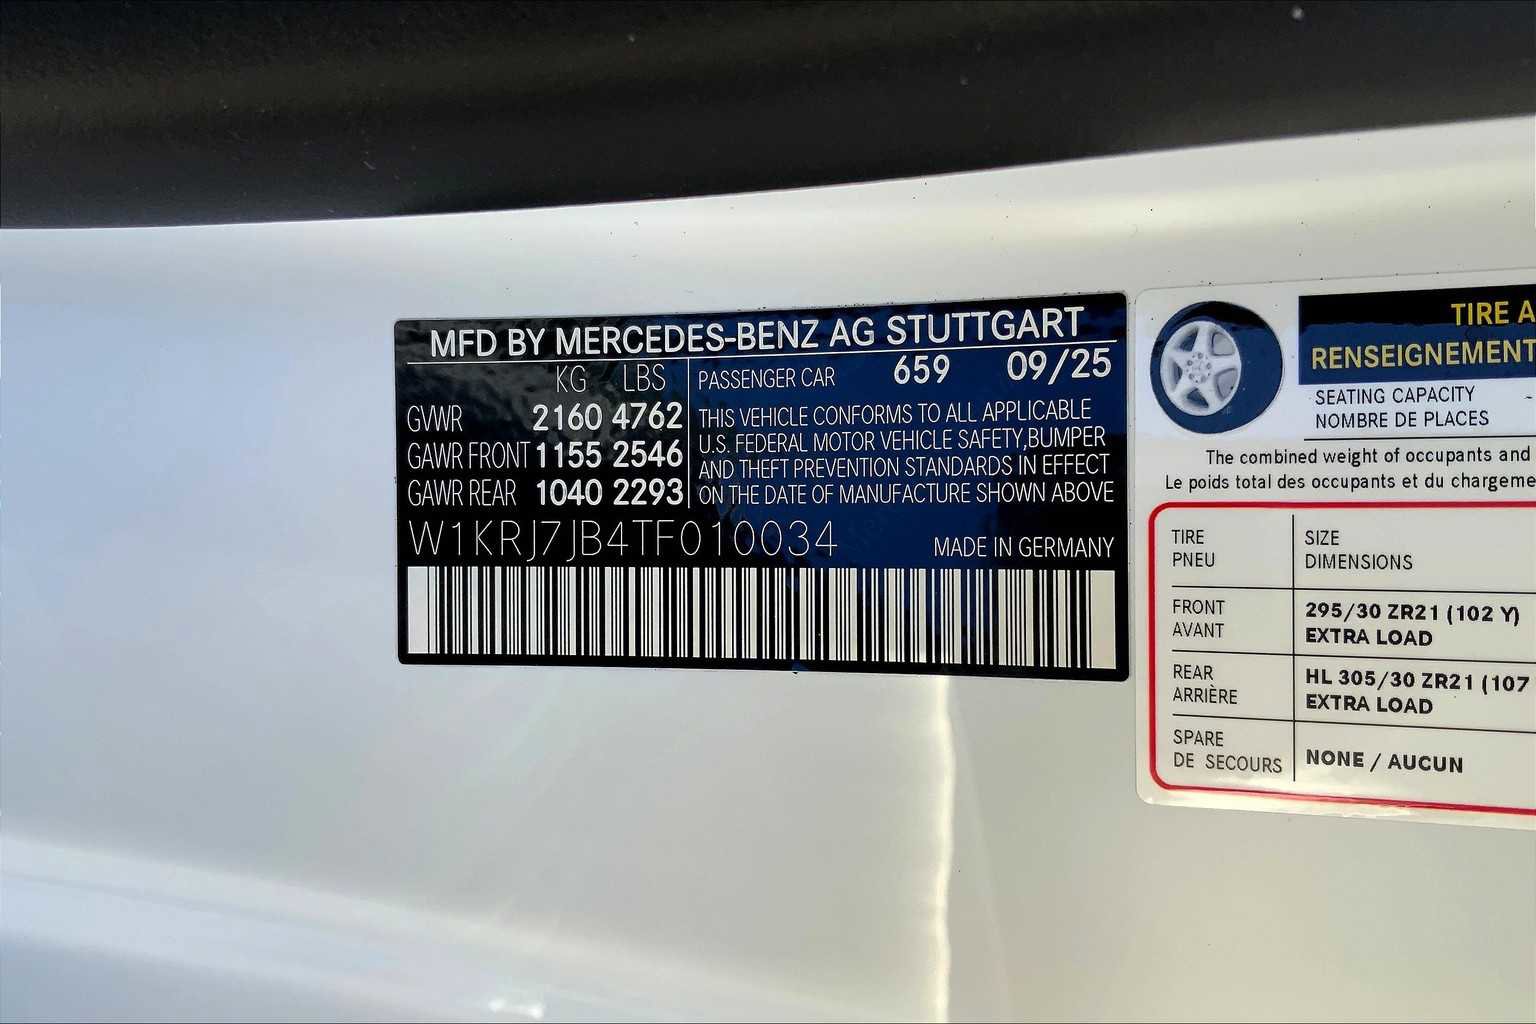 MFD BY MERCEDES-BENZ AG STUTTGART
KG LBS
GVWR 2160 4762
GAWR FRONT 1155 2546
GAWR REAR 1040 2293
PASSENGER CAR 659 09/25
THIS VEHICLE CONFORMS TO ALL APPLICABLE
U.S. FEDERAL MOTOR VEHICLE SAFETY,BUMPER
AND THEFT PREVENTION STANDARDS IN EFFECT
ON THE DATE OF MANUFACTURE SHOWN ABOVE
W1KRJ7JB4TF010034
MADE IN GERMANY
TIRE A
RENSEIGNEMENT
SEATING CAPACITY
NOMBRE DE PLACES
The combined weight of occupants and
Le poids total des occupants et du chargeme
TIRE SIZE
PNEU DIMENSIONS
FRONT 295/30 ZR21 (102 Y)
AVANT EXTRA LOAD
REAR HL 305/30 ZR21 (107
ARRIÈRE EXTRA LOAD
SPARE
DE SECOURS NONE / AUCUN